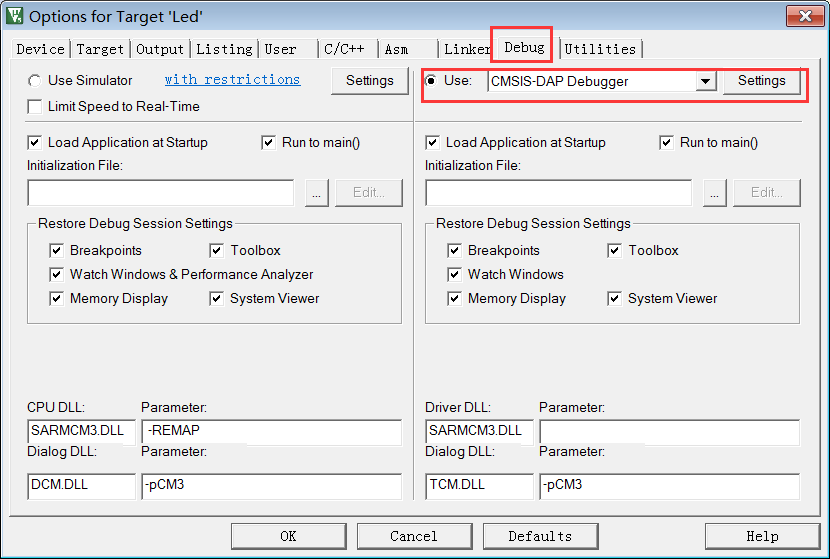 Options for Target 'Led'
Device Target Output Listing User C/C++ Asm Linker Debug Utilities
Use Simulator with restrictions Settings
Limit Speed to Real-Time
Use: CMSIS-DAP Debugger Settings
Load Application at Startup Run to main()
Initialization File:
... Edit...
Restore Debug Session Settings
Breakpoints Toolbox
Watch Windows & Performance Analyzer
Memory Display System Viewer
Load Application at Startup Run to main()
Initialization File:
... Edit...
Restore Debug Session Settings
Breakpoints Toolbox
Watch Windows
Memory Display System Viewer
CPU DLL: Parameter:
SARMCM3.DLL -REMAP
Dialog DLL: Parameter:
DCM.DLL -pCM3
Driver DLL: Parameter:
SARMCM3.DLL
Dialog DLL: Parameter:
TCM.DLL -pCM3
OK Cancel Defaults Help